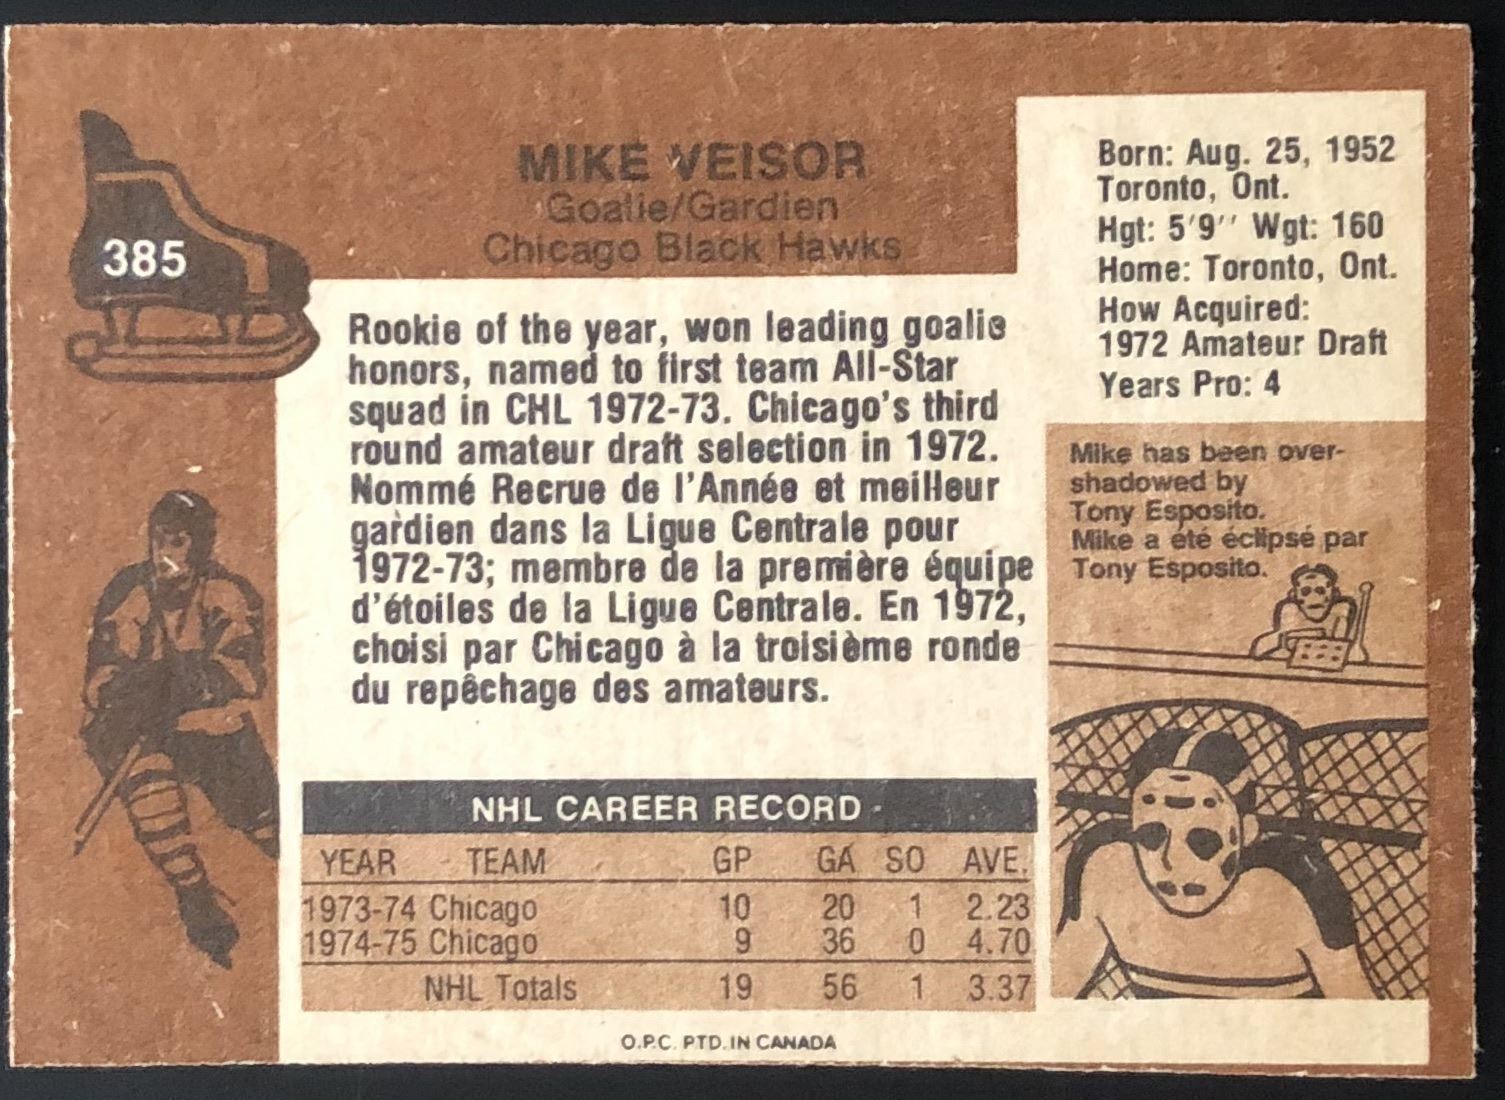 385
MIKE VEISOR
Goalie/Gardien
Chicago Black Hawks
Born: Aug. 25, 1952
Toronto, Ont.
Hgt: 5'9'' Wgt: 160
Home: Toronto, Ont.
How Acquired:
1972 Amateur Draft
Years Pro: 4
Rookie of the year, won leading goalie
honors, named to first team All-Star
squad in CHL 1972-73. Chicago's third
round amateur draft selection in 1972.
Nommé Recrue de l'Année et meilleur
gardien dans la Ligue Centrale pour
1972-73; membre de la première équipe
d'étoiles de la Ligue Centrale. En 1972,
choisi par Chicago à la troisième ronde
du repêchage des amateurs.
Mike has been over-
shadowed by
Tony Esposito.
Mike a été éclipsé par
Tony Esposito.
NHL CAREER RECORD
YEAR TEAM GP GA SO AVE.
1973-74 Chicago 10 20 1 2.23
1974-75 Chicago 9 36 0 4.70
NHL Totals 19 56 1 3.37
O.P.C. PTD. IN CANADA